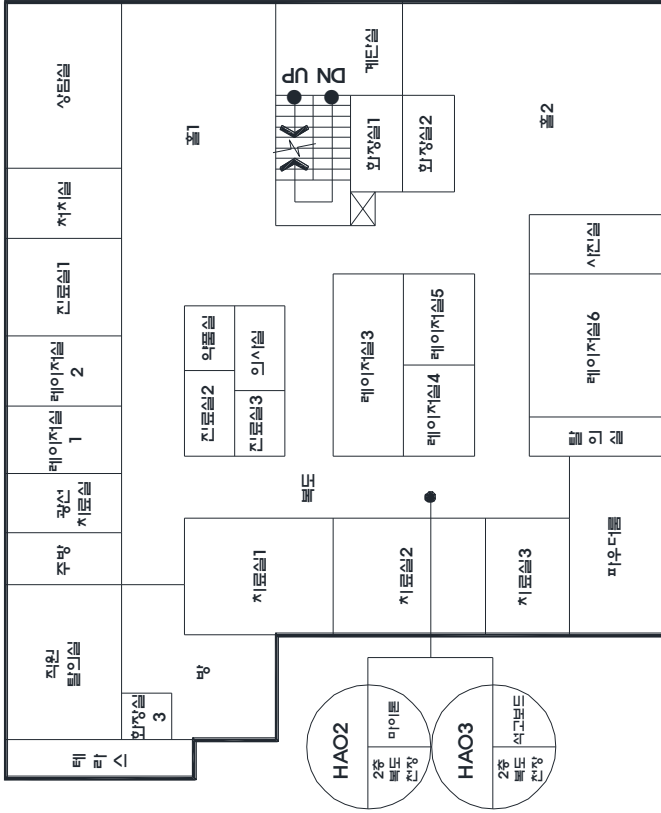 상담실
처치실
진료실1
레이저실
2
레이저실
1
광선
치료실
주방
직원
탈의실
테 라 스
화장실
3
방
홀1
UP
DN
계단실
화장실1
화장실2
홀2
약품실
의사실
진료실2
진료실3
레이저실3
레이저실5
레이저실4
사진실
레이저실6
탈 의 실
복도
치료실1
치료실2
치료실3
파우더룸
HA02
마이톤
2층
복도
천장
HA03
석고보드
2층
복도
천장